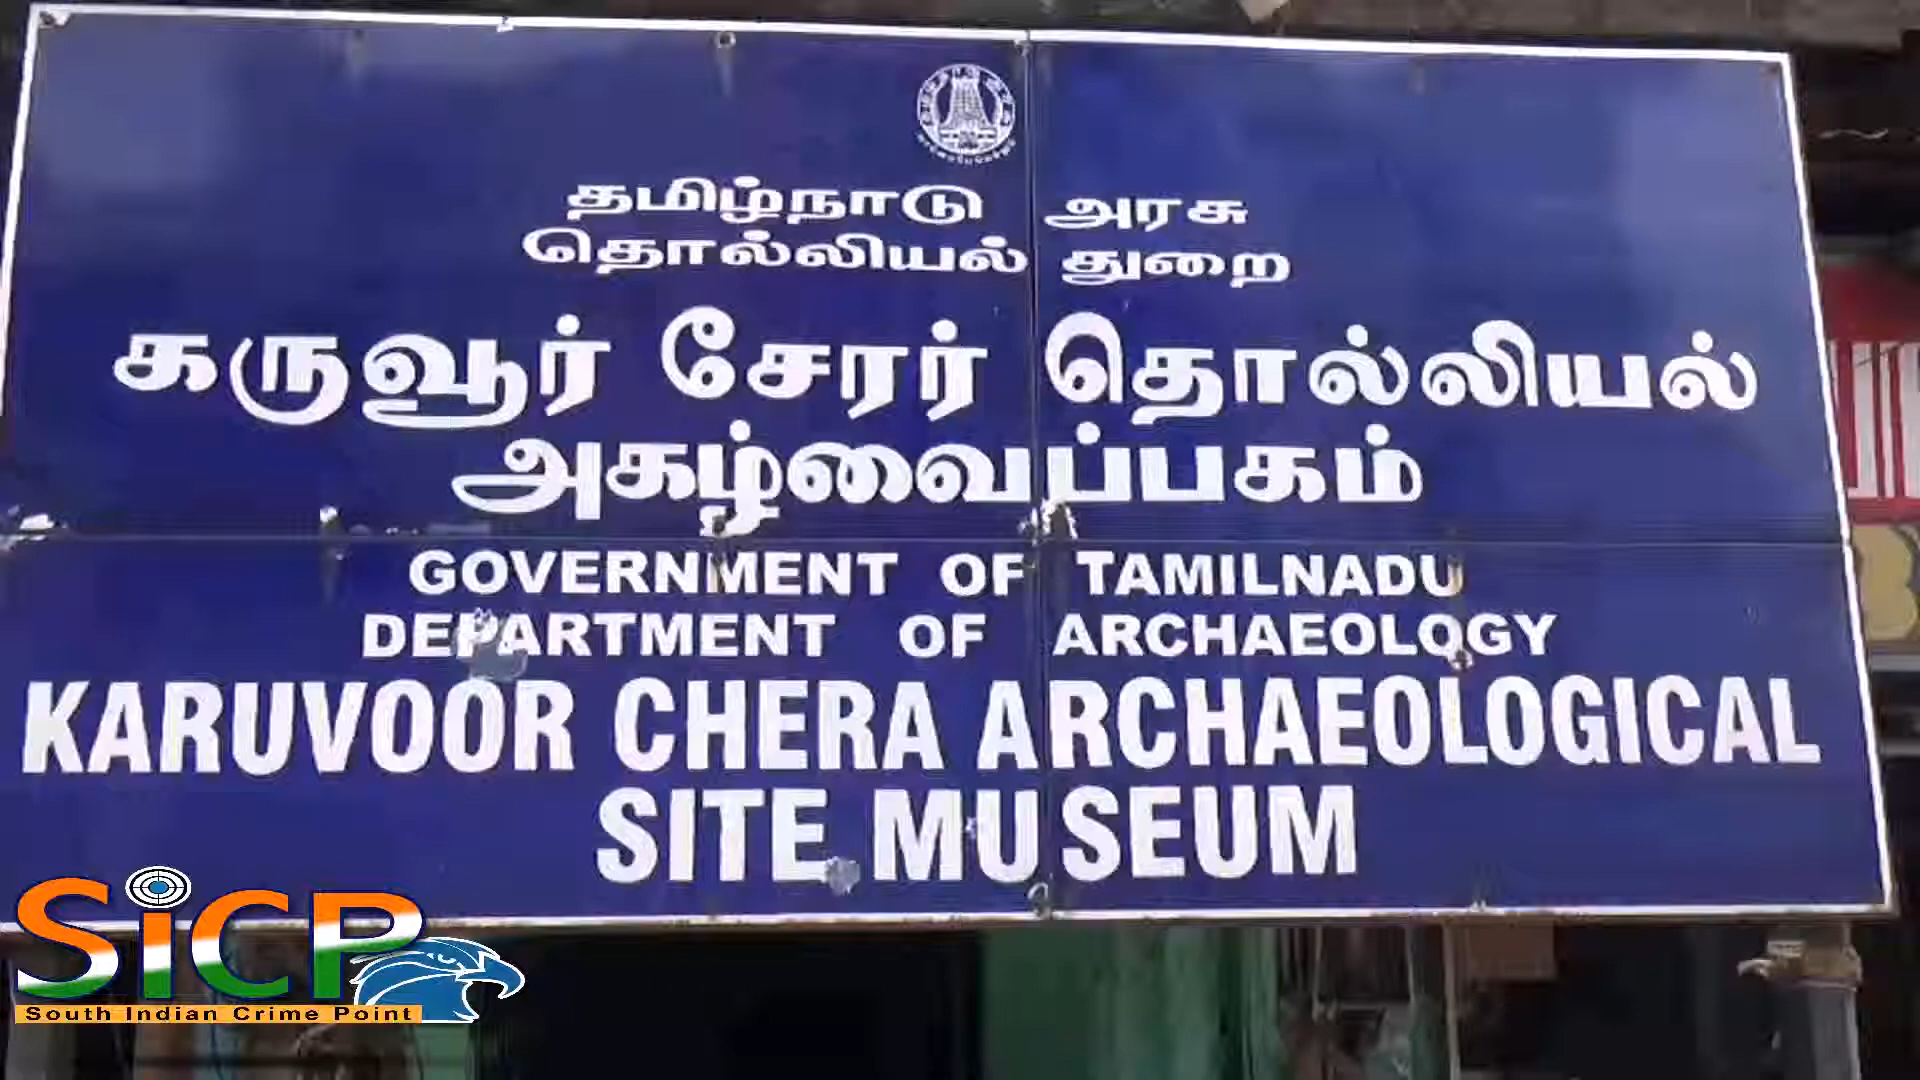 தமிழ்நாடு அரசு
தொல்லியல் துறை
கருவூர் சேரர் தொல்லியல்
அகழ்வைப்பகம்
GOVERNMENT OF TAMILNADU
DEPARTMENT OF ARCHAEOLOGY
KARUVOOR CHERA ARCHAEOLOGICAL
SITE MUSEUM
SiCP
South Indian Crime Point